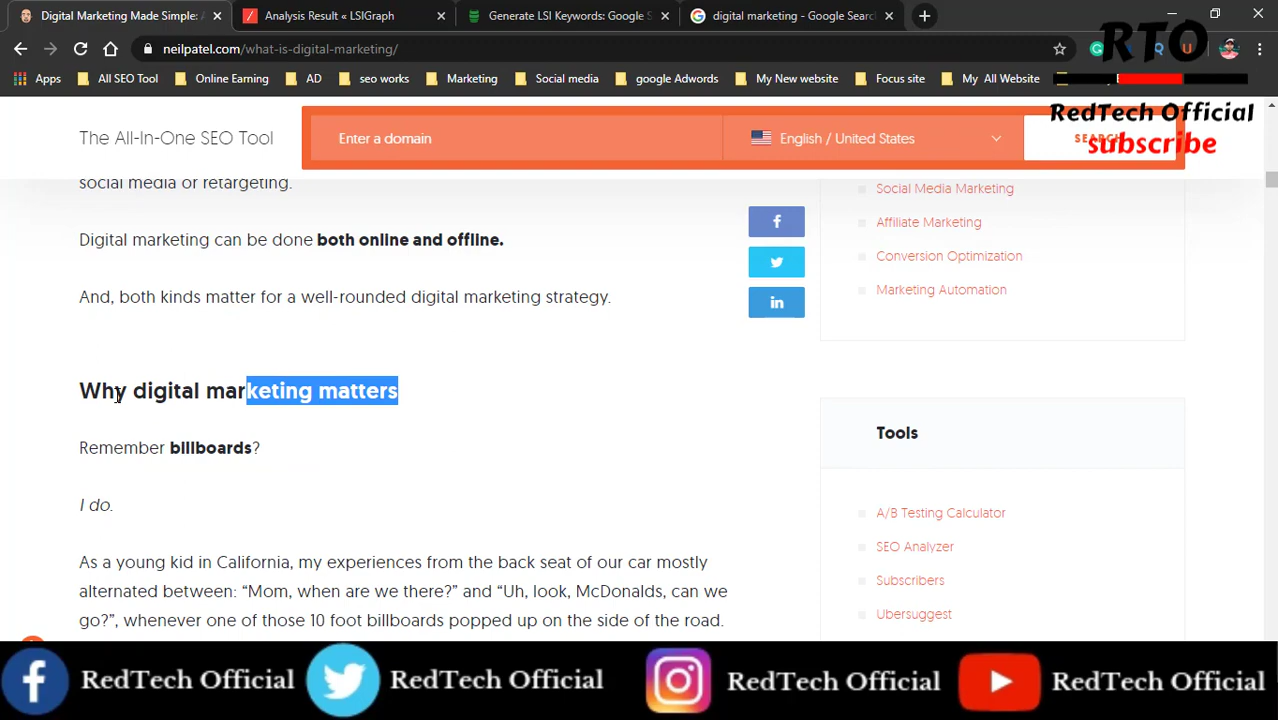 Digital Marketing Made Simple: A
Analysis Result « LSIGraph
Generate LSI Keywords: Google S
digital marketing - Google Searc
neilpatel.com/what-is-digital-marketing/
Apps
All SEO Tool
Online Earning
AD
seo works
Marketing
Social media
google Adwords
My New website
Focus site
My All Website
RTO
RedTech Official
subscribe
The All-In-One SEO Tool
Enter a domain
English / United States
social media or retargeting.
Digital marketing can be done both online and offline.
And, both kinds matter for a well-rounded digital marketing strategy.
Why digital marketing matters
Remember billboards?
I do.
As a young kid in California, my experiences from the back seat of our car mostly
alternated between: “Mom, when are we there?” and “Uh, look, McDonalds, can we
go?”, whenever one of those 10 foot billboards popped up on the side of the road.
Social Media Marketing
Affiliate Marketing
Conversion Optimization
Marketing Automation
Tools
A/B Testing Calculator
SEO Analyzer
Subscribers
Ubersuggest
RedTech Official
RedTech Official
RedTech Official
RedTech Official